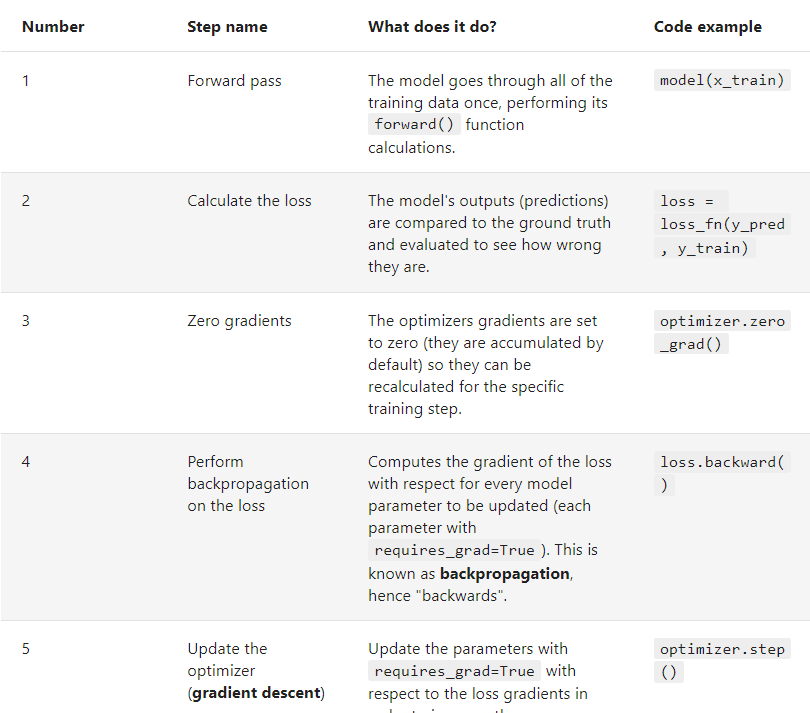 Number Step name What does it do? Code example
1 Forward pass The model goes through all of the model(x_train)
training data once, performing its
forward() function
calculations.
2 Calculate the loss The model's outputs (predictions) loss =
are compared to the ground truth loss_fn(y_pred
and evaluated to see how wrong , y_train)
they are.
3 Zero gradients The optimizers gradients are set optimizer.zero
to zero (they are accumulated by _grad()
default) so they can be
recalculated for the specific
training step.
4 Perform Computes the gradient of the loss loss.backward(
backpropagation with respect for every model )
on the loss parameter to be updated (each
parameter with
requires_grad=True ). This is
known as backpropagation,
hence "backwards".
5 Update the Update the parameters with optimizer.step
optimizer requires_grad=True with ()
(gradient descent) respect to the loss gradients in